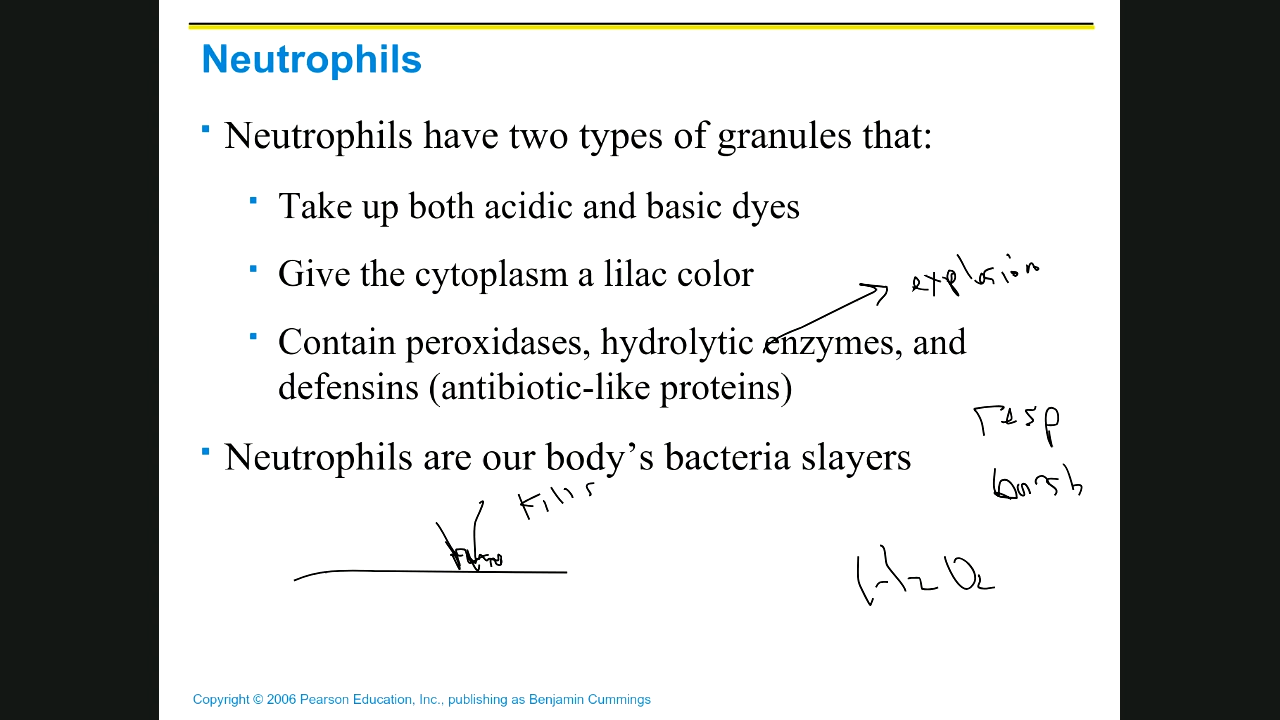 Neutrophils
Neutrophils have two types of granules that:
Take up both acidic and basic dyes
Give the cytoplasm a lilac color
explosion
Contain peroxidases, hydrolytic enzymes, and
defensins (antibiotic-like proteins)
resp
Neutrophils are our body’s bacteria slayers
kills
H2O2
Copyright © 2006 Pearson Education, Inc., publishing as Benjamin Cummings